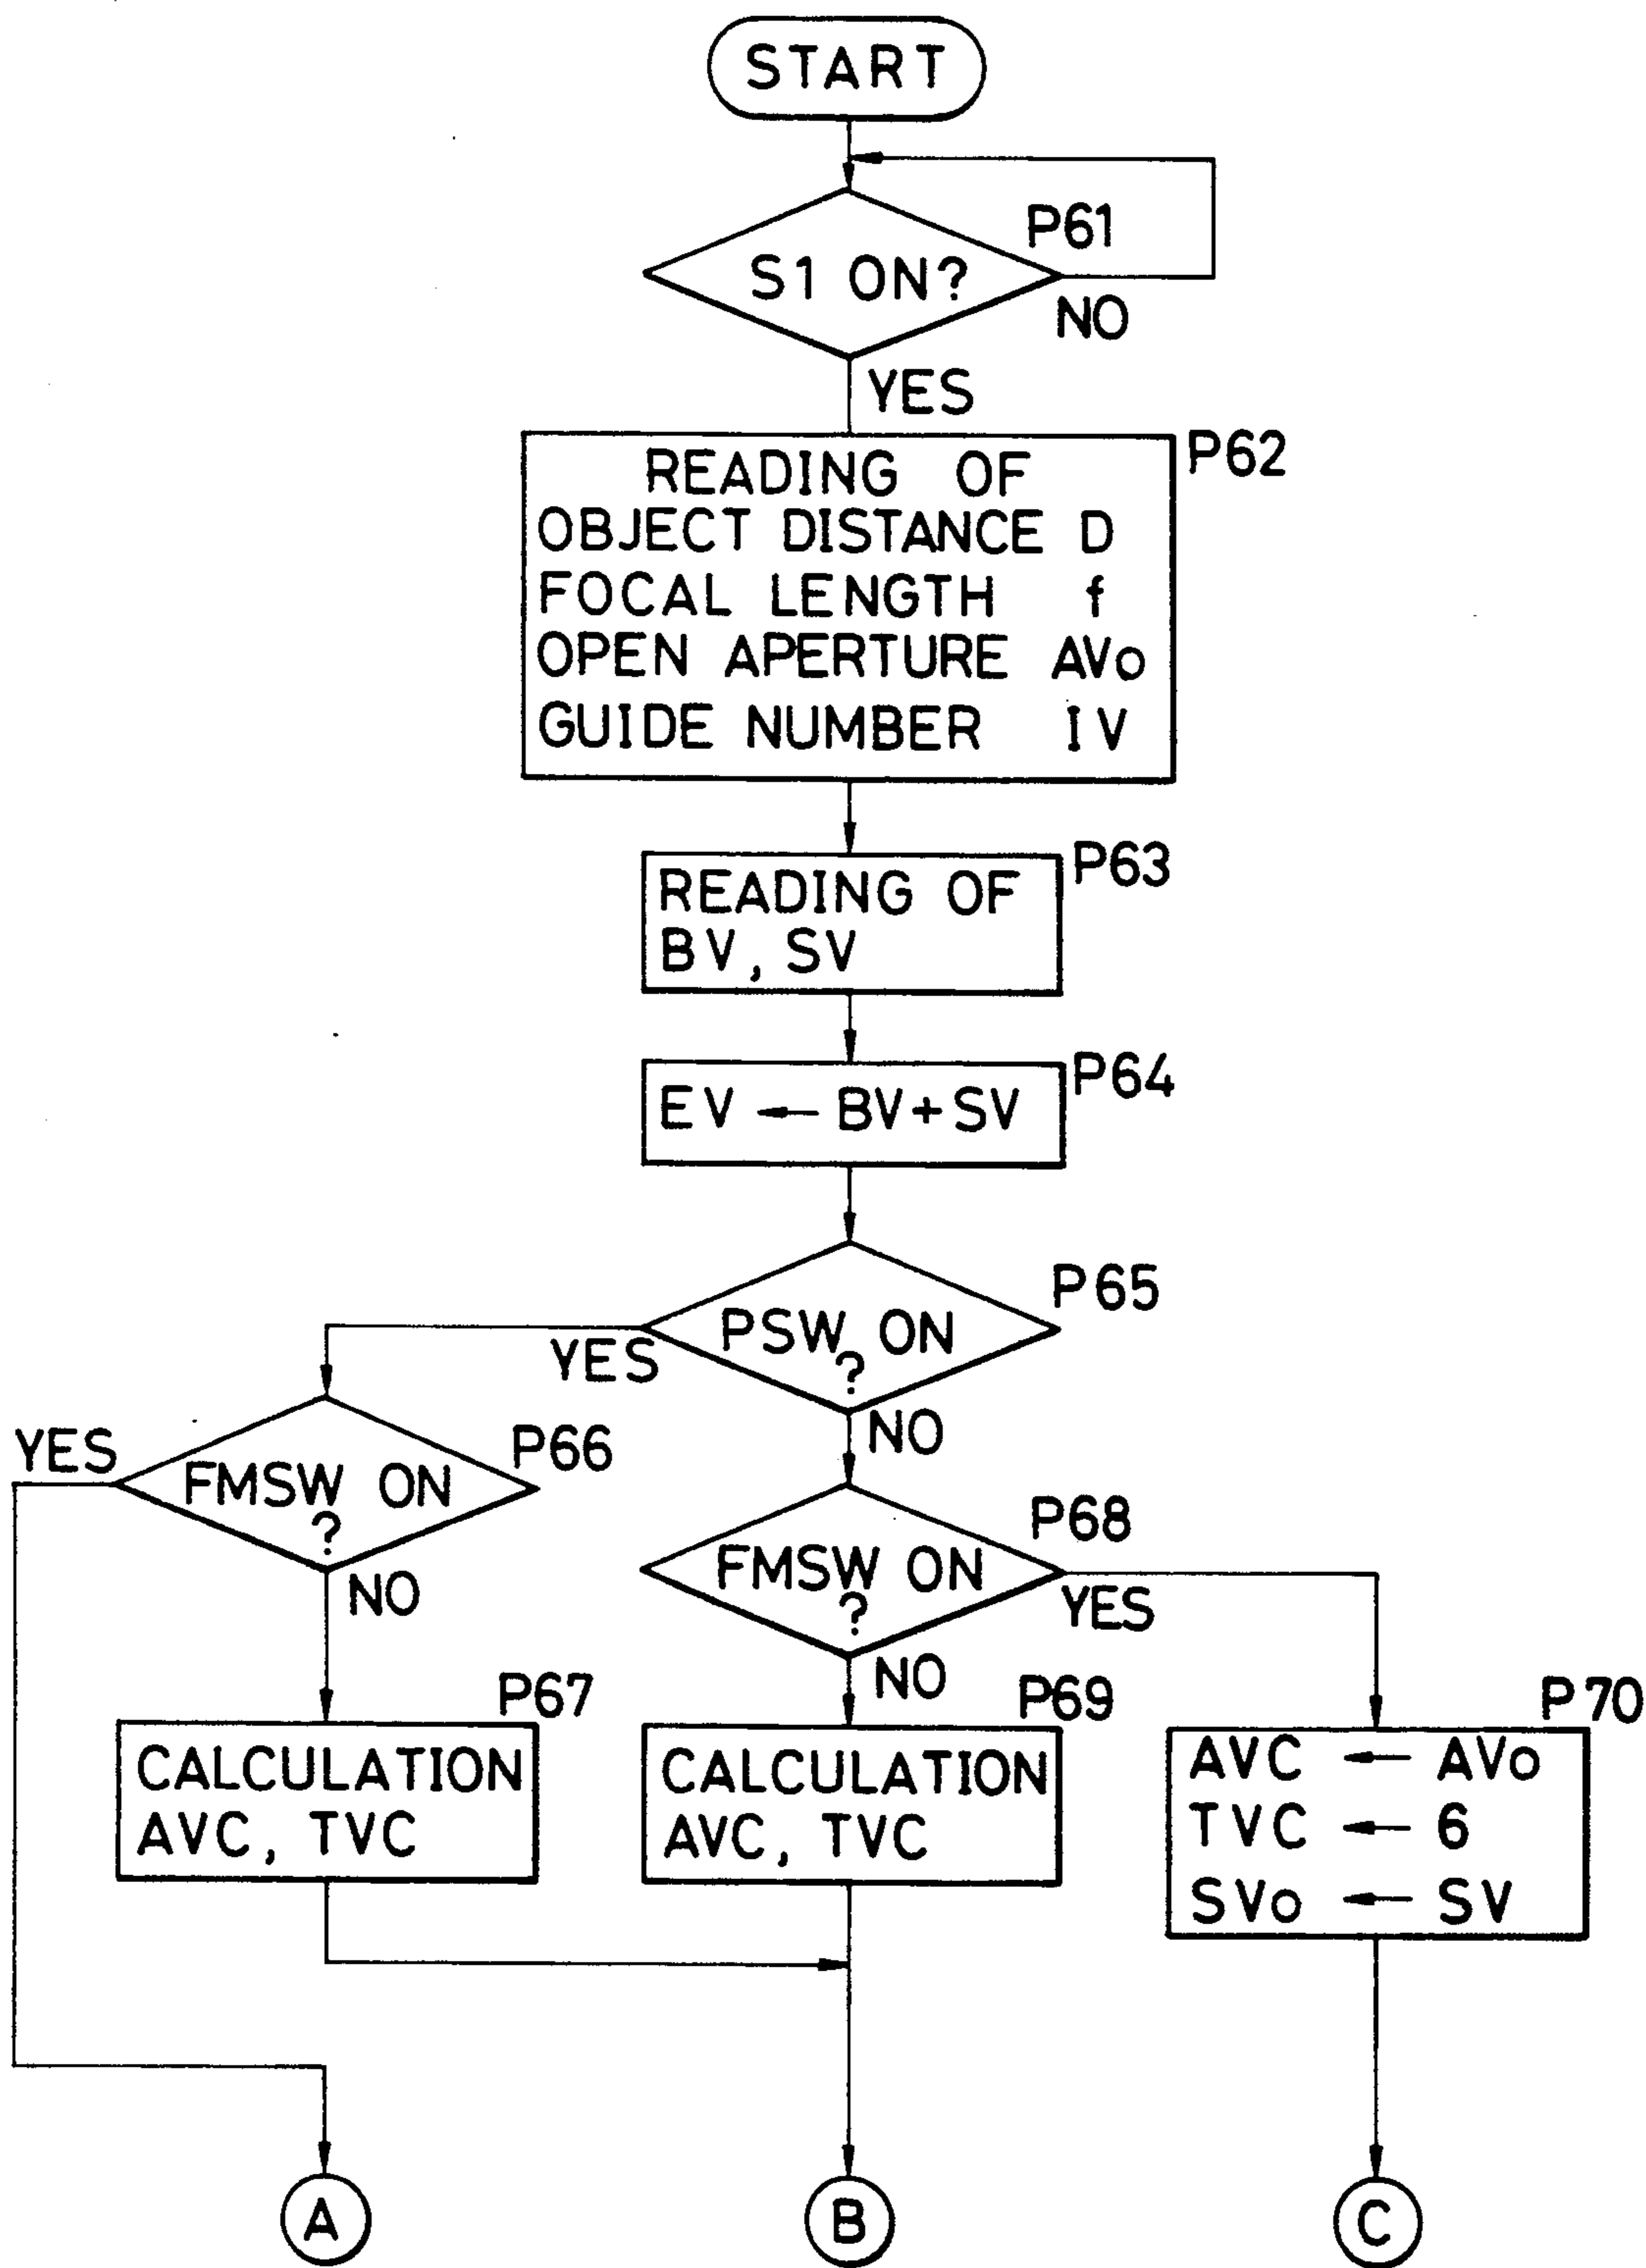 START
P61
S1 ON?
NO
YES
P62
READING OF
OBJECT DISTANCE D
FOCAL LENGTH f
OPEN APERTURE AVo
GUIDE NUMBER IV
P63
READING OF
BV, SV
P64
EV ← BV+SV
P65
PSW ON
?
YES
NO
P66
YES
FMSW ON
?
NO
P68
FMSW ON
?
YES
NO
P67
CALCULATION
AVC, TVC
P69
CALCULATION
AVC, TVC
P70
AVC ← AVo
TVC ← 6
SVo ← SV
A
B
C